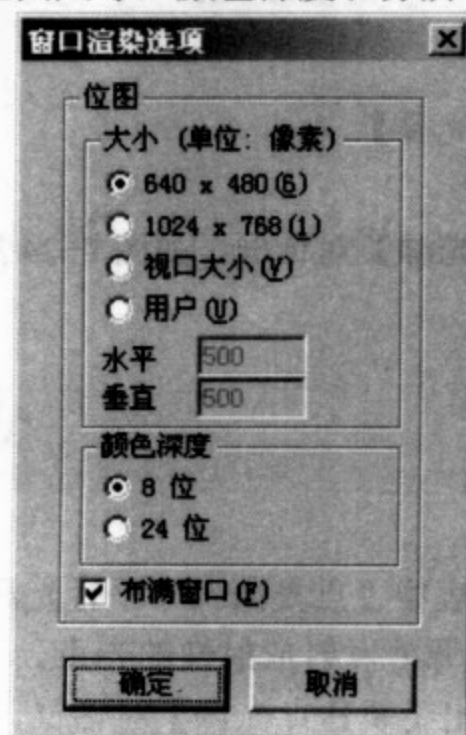 窗口渲染选项
位图
大小 (单位: 像素)
640 x 480(6)
1024 x 768(1)
视口大小(V)
用户(U)
水平 500
垂直 500
颜色深度
8 位
24 位
布满窗口(F)
确定
取消